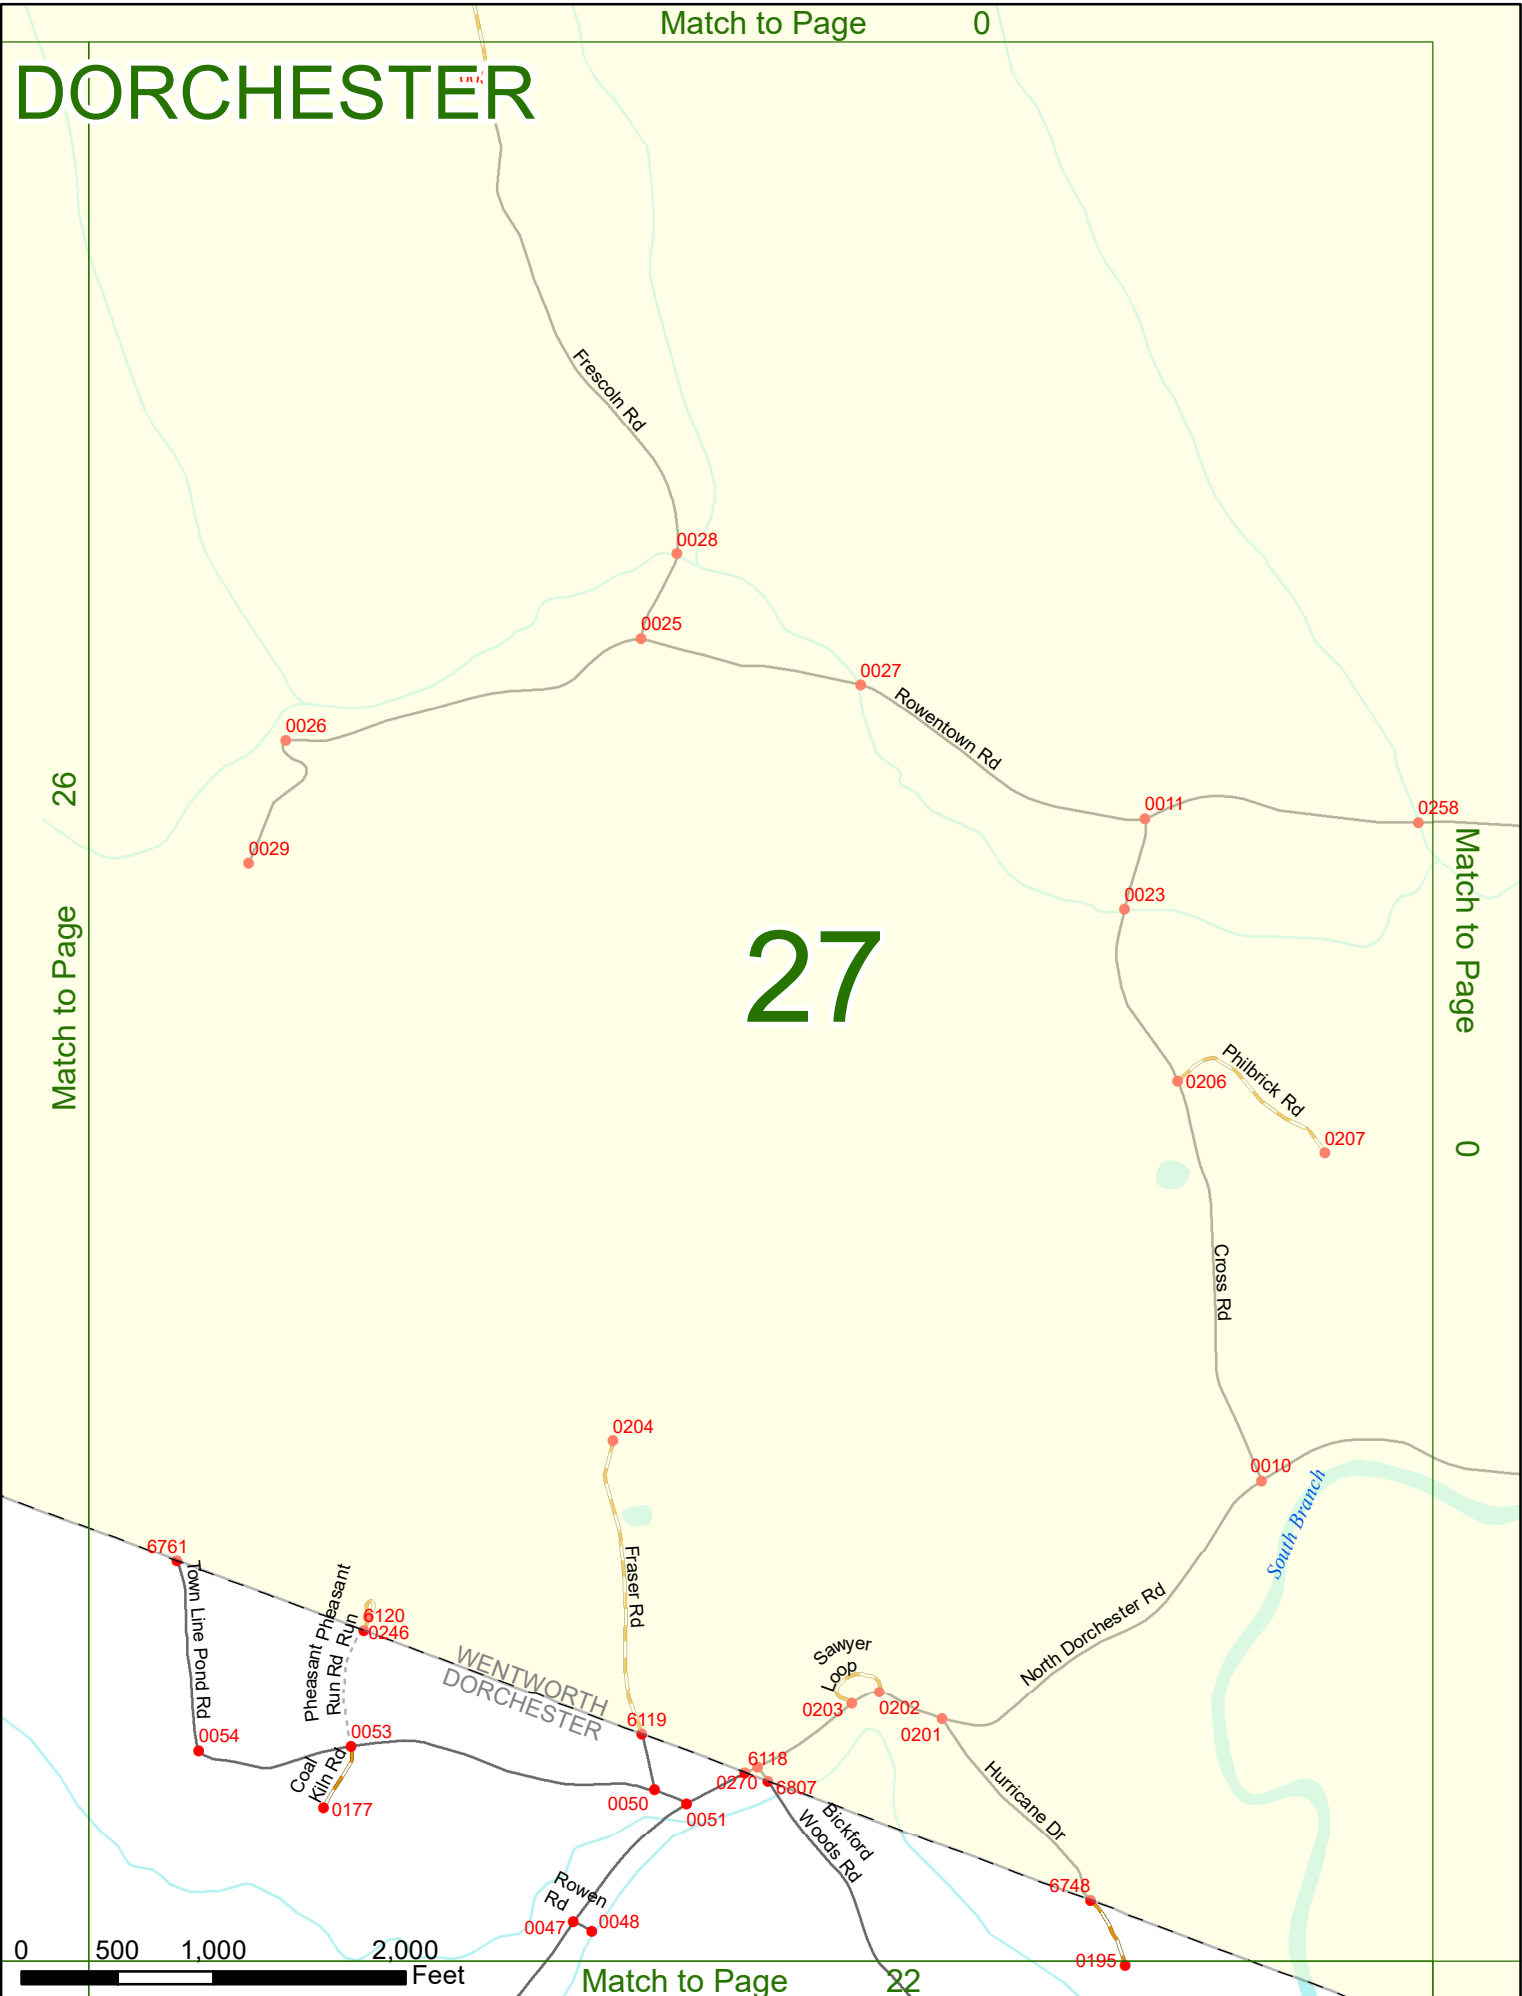 Match to Page 0
DORCHESTER
Frescoln Rd
0028
0025
0027
Rowentown Rd
0026
0011
0258
0029
0023
Match to Page 26
Match to Page 0
27
0206
Philbrick Rd
0207
Cross Rd
0204
0010
South Branch
6761
Town Line Pond Rd
Pheasant
Run Rd
Pheasant
Run
6120
0246
Fraser Rd
WENTWORTH
DORCHESTER
North Dorchester Rd
Sawyer
Loop
0203
0202
0201
0054
0053
6119
Coal
Kiln Rd
0177
6118
0270
6807
0050
0051
Bickford
Woods Rd
Hurricane Dr
6748
Rowen
Rd
0047
0048
0195
0 500 1,000 2,000
Feet
Match to Page 22